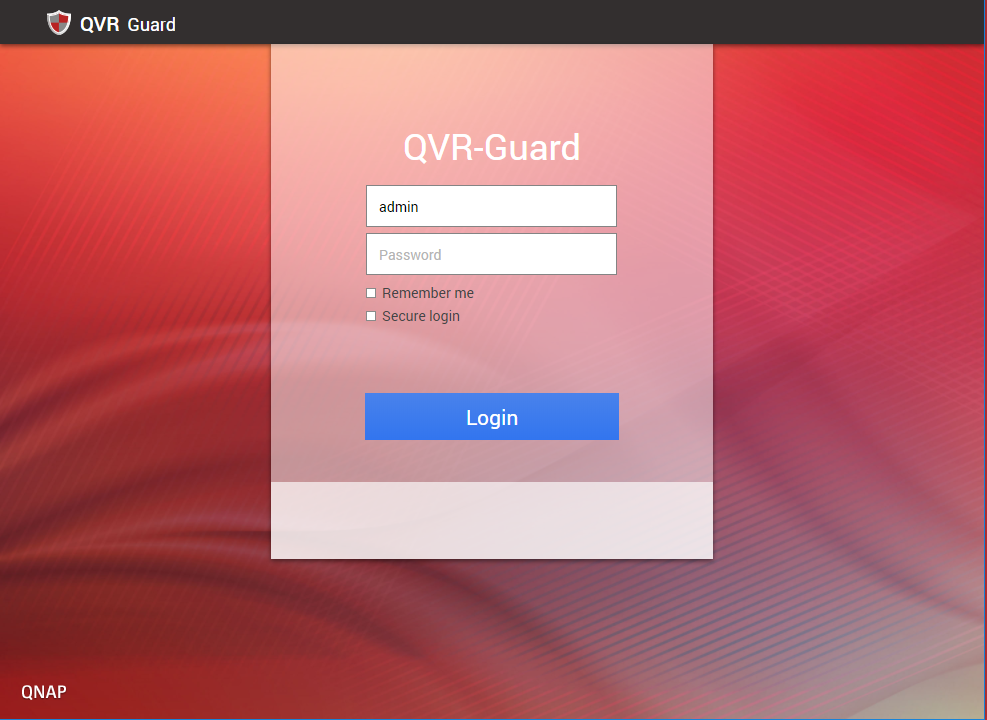 QVR Guard
QVR-Guard
admin
Password
Remember me
Secure login
Login
QNAP